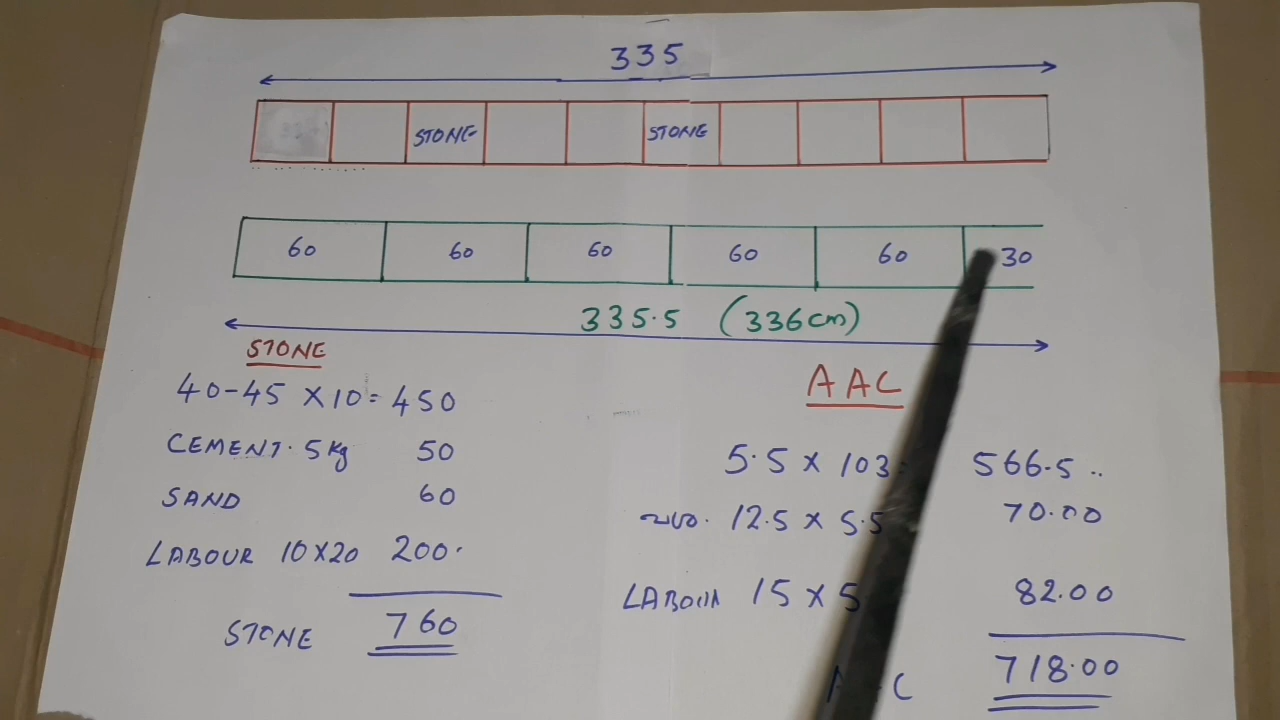 335
STONE STONE
60 60 60 60 60 30
335.5 (336cm)
STONE
40-45 X10= 450
CEMENT. 5Kg 50
SAND 60
LABOUR 10X20 200.
STONE 760
AAC
5.5 X 103 566.5 ..
പശ. 12.5 X 5.5 70.00
LABOUR 15 X 5 82.00
718.00